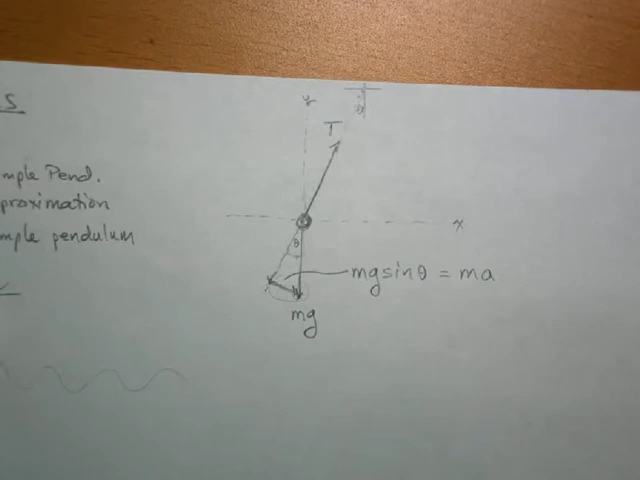 s
mple Pend.
proximation
mple pendulum
y
T
x
θ
mgsinθ = ma
mg